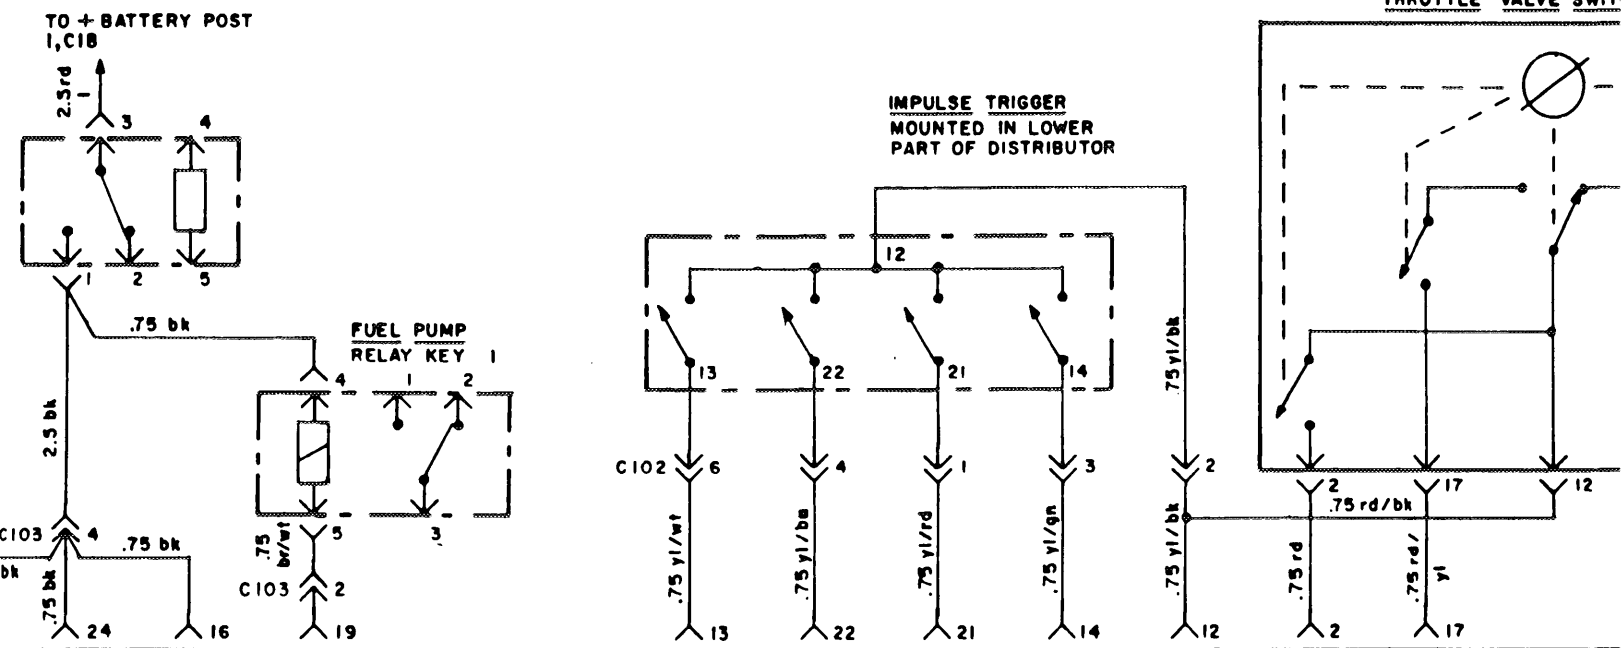 THROTTLE VALVE
TO + BATTERY POST
1, C1B
2.5 rd
3
4
IMPULSE TRIGGER
MOUNTED IN LOWER
PART OF DISTRIBUTOR
12
1
2
5
.75 bk
FUEL PUMP
RELAY KEY 1
4
1
2
13
22
21
14
.75 yl/bk
2.5 bk
C102
6
4
1
3
2
2
17
12
.75 rd/bk
C103
4
.75 bk
.75 br/wt
5
3
bk
.75 bk
C103
2
.75 yl/wt
.75 yl/bu
.75 yl/rd
.75 yl/gn
.75 yl/bk
.75 rd
.75 rd/
yl
24
16
19
13
22
21
14
12
2
17